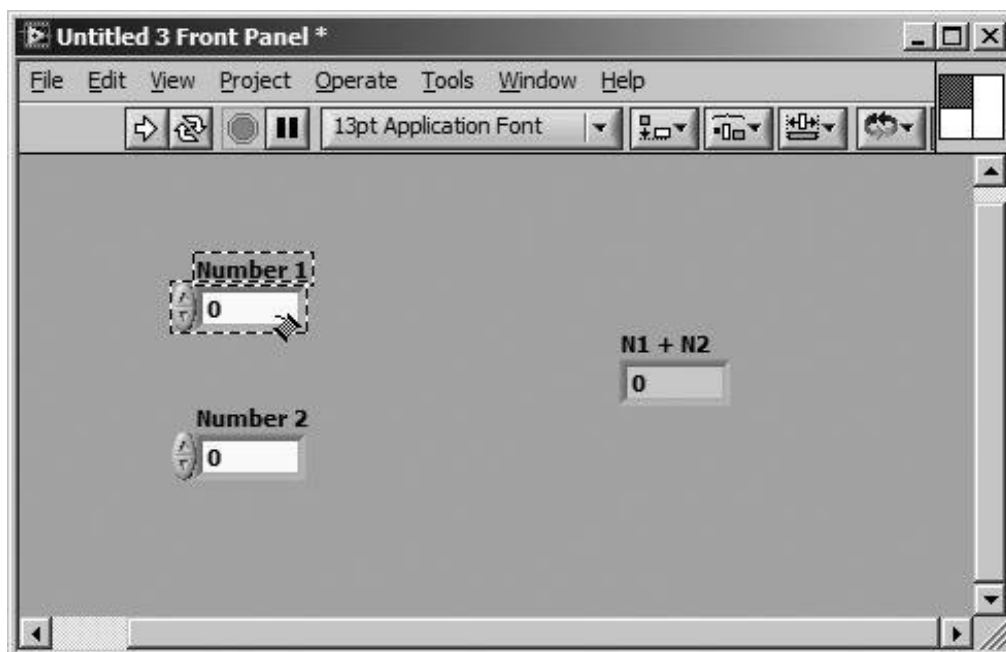 Untitled 3 Front Panel *
File Edit View Project Operate Tools Window Help
13pt Application Font
Number 1
0
N1 + N2
0
Number 2
0